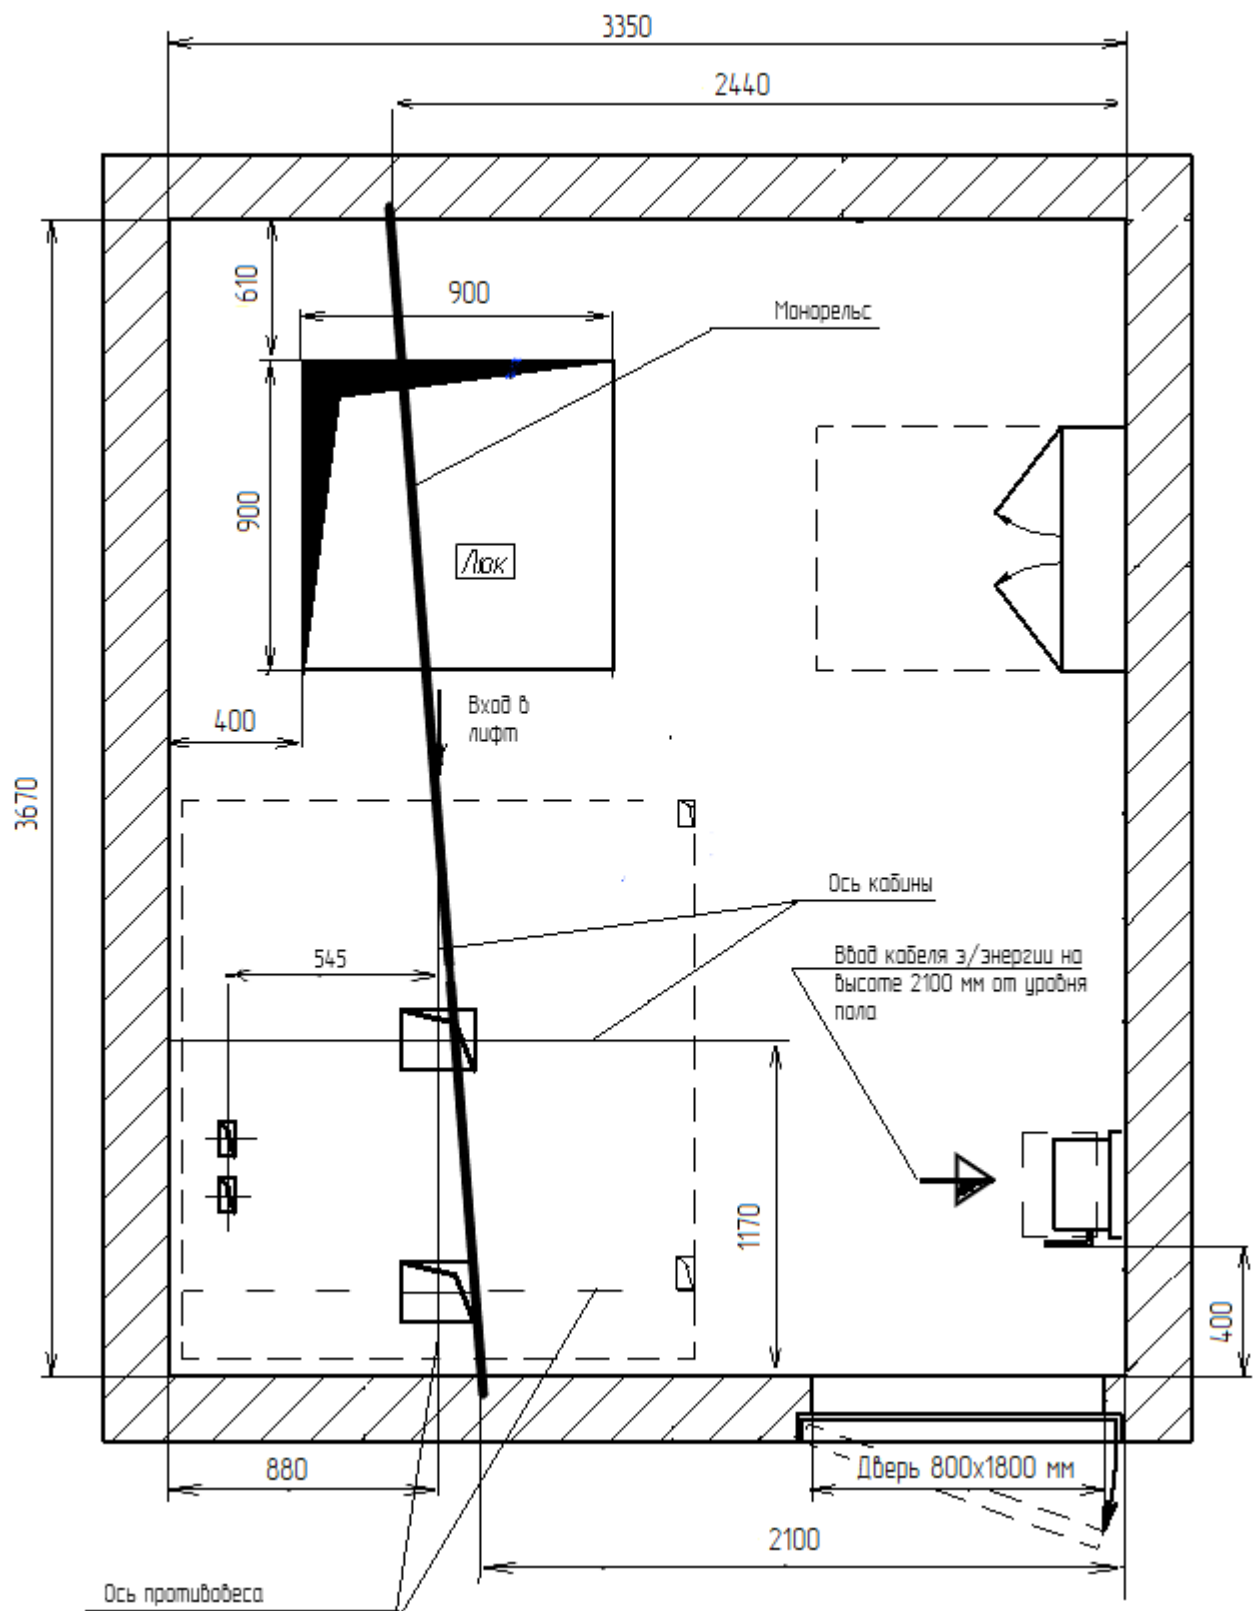 3350
2440
610
900
Монорельс
900
Люк
Вход в
лифт
400
3670
Ось кабины
545
Ввод кабеля э/энергии на
высоте 2100 мм от уровня
пола
1170
400
880
Дверь 800х1800 мм
2100
Ось противовеса